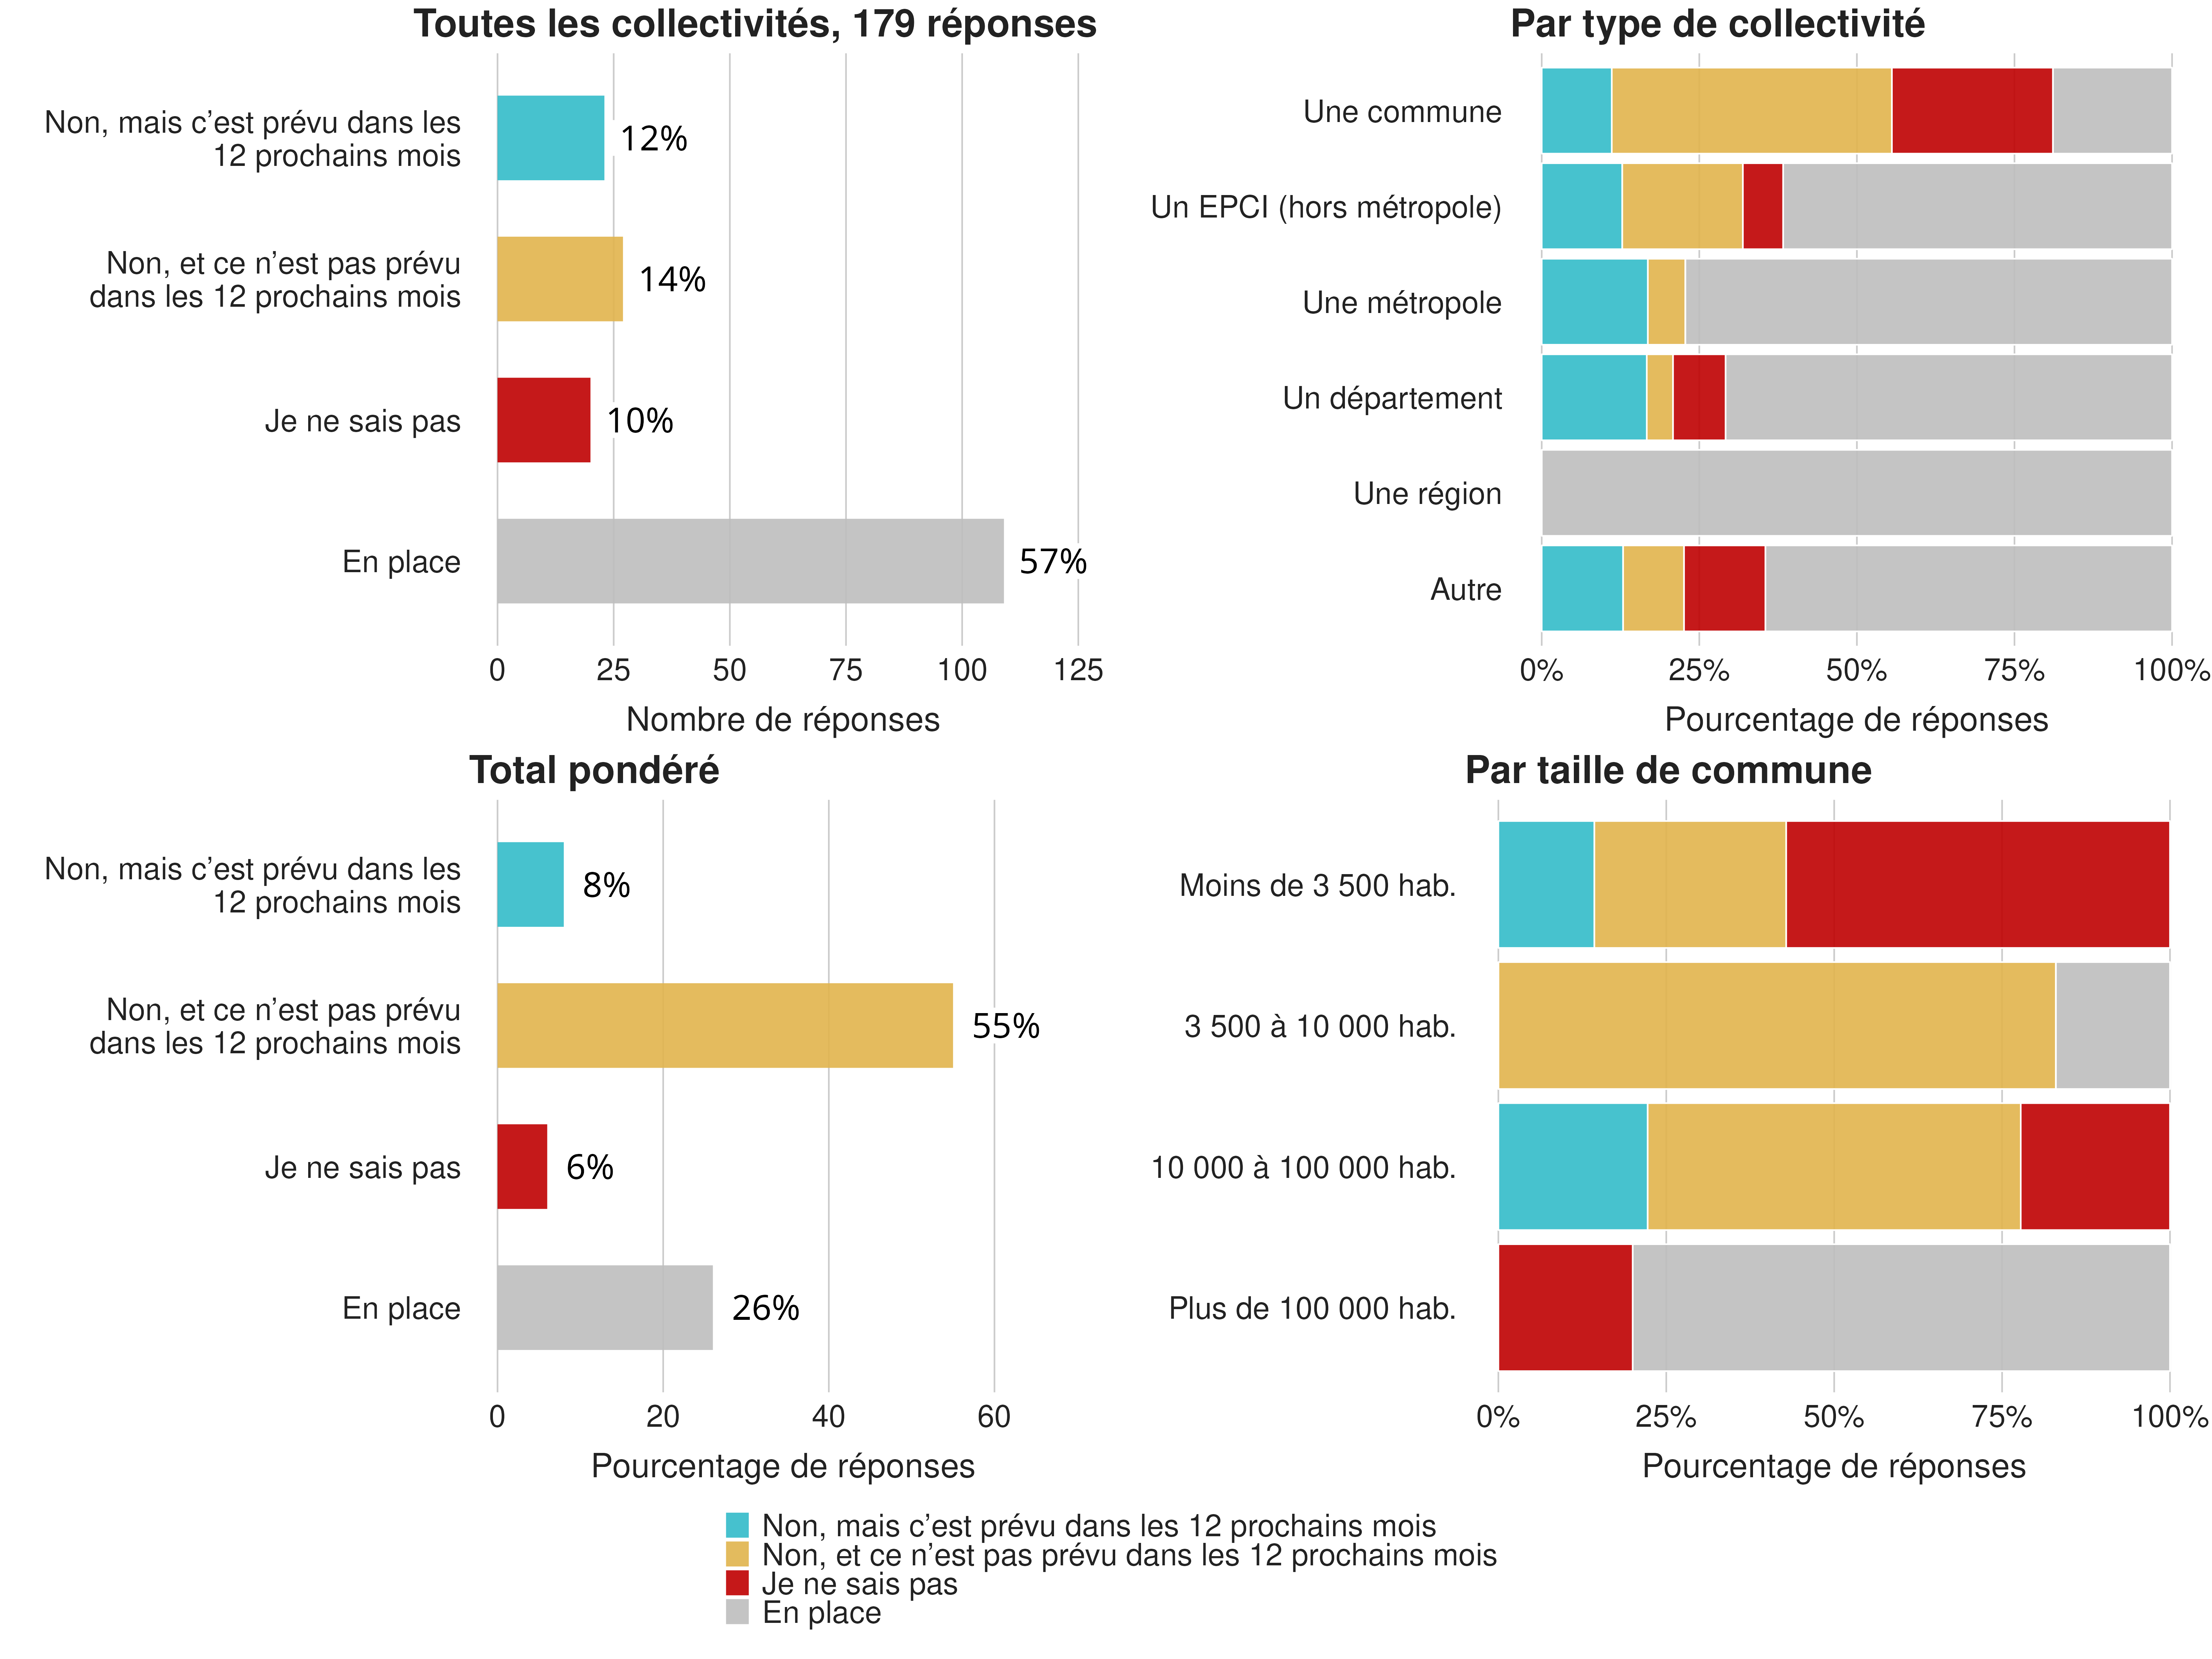 Toutes les collectivités, 179 réponses
Non, mais c’est prévu dans les
12 prochains mois
12%
Non, et ce n’est pas prévu
dans les 12 prochains mois
14%
Je ne sais pas
10%
En place
57%
0 25 50 75 100 125
Nombre de réponses
Par type de collectivité
Une commune
Un EPCI (hors métropole)
Une métropole
Un département
Une région
Autre
0% 25% 50% 75% 100%
Pourcentage de réponses
Total pondéré
Non, mais c’est prévu dans les
12 prochains mois
8%
Non, et ce n’est pas prévu
dans les 12 prochains mois
55%
Je ne sais pas
6%
En place
26%
0 20 40 60
Pourcentage de réponses
Par taille de commune
Moins de 3 500 hab.
3 500 à 10 000 hab.
10 000 à 100 000 hab.
Plus de 100 000 hab.
0% 25% 50% 75% 100%
Pourcentage de réponses
Non, mais c’est prévu dans les 12 prochains mois
Non, et ce n’est pas prévu dans les 12 prochains mois
Je ne sais pas
En place